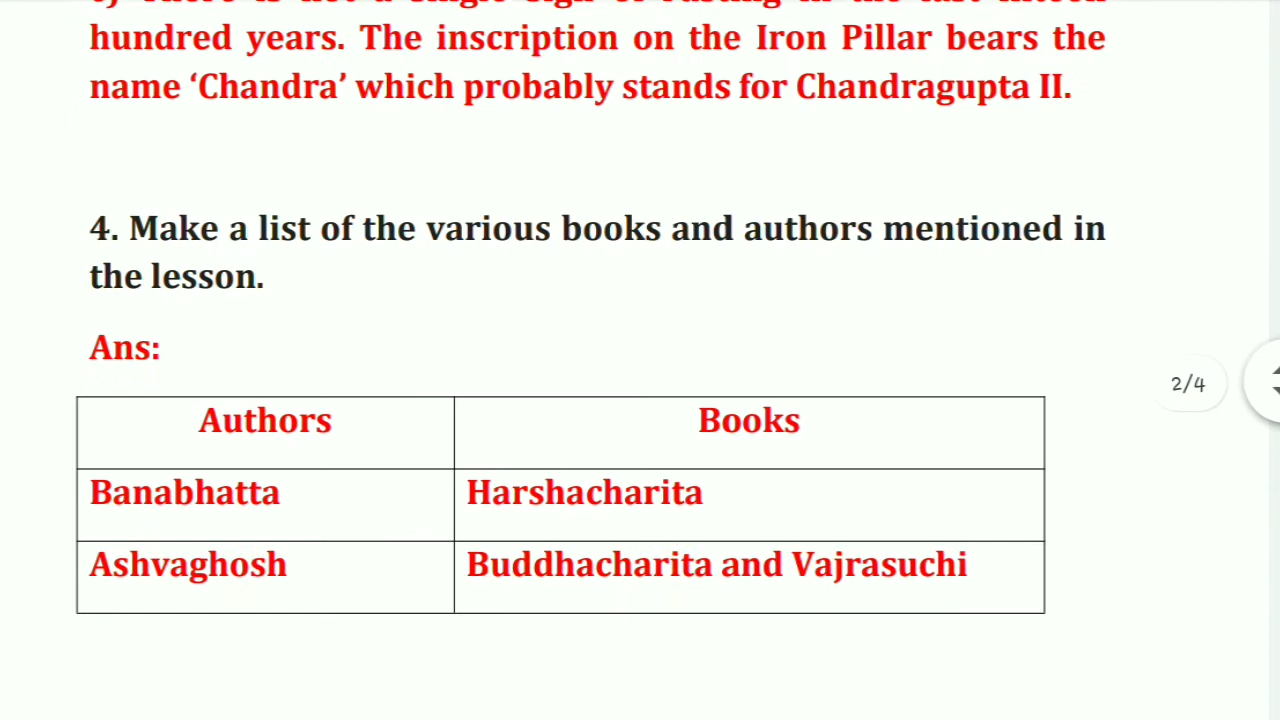 hundred years. The inscription on the Iron Pillar bears the
name ‘Chandra’ which probably stands for Chandragupta II.
4. Make a list of the various books and authors mentioned in
the lesson.
Ans:
2/4
Authors Books
Banabhatta Harshacharita
Ashvaghosh Buddhacharita and Vajrasuchi